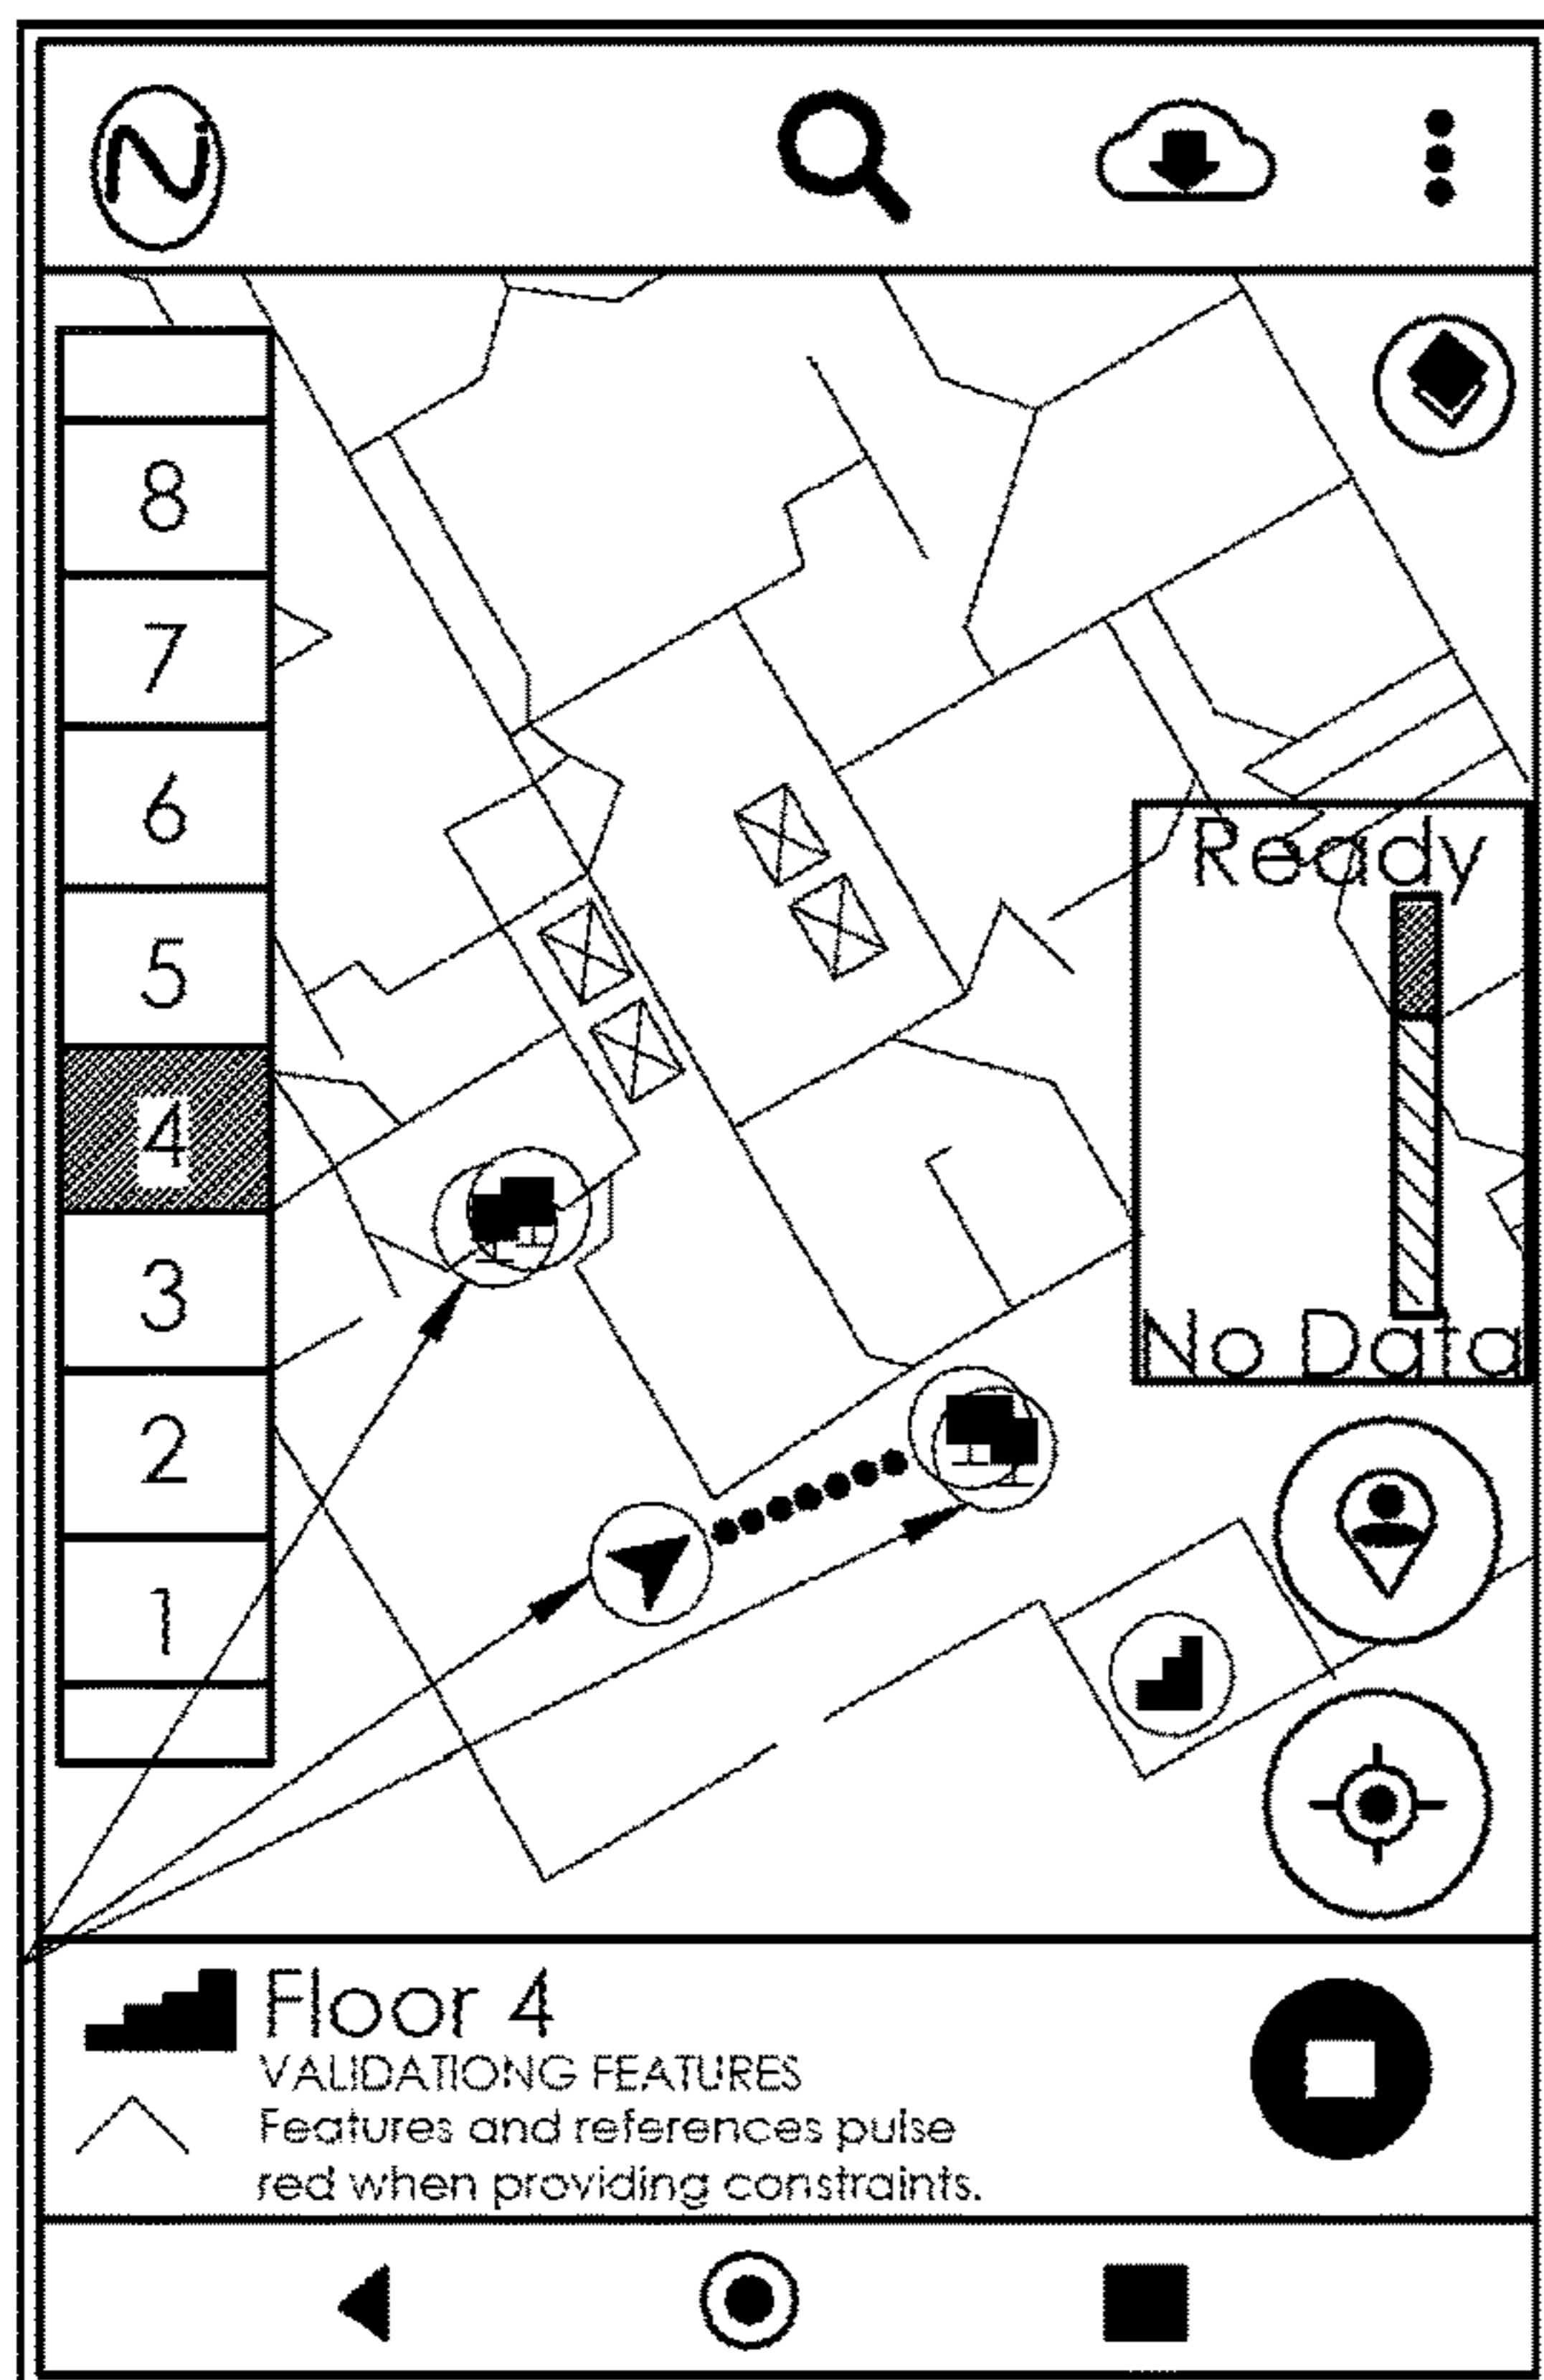 8
7
6
5
4
3
2
1
Ready
No Data
Floor 4
VALIDATIONG FEATURES
Features and references pulse
red when providing constraints.